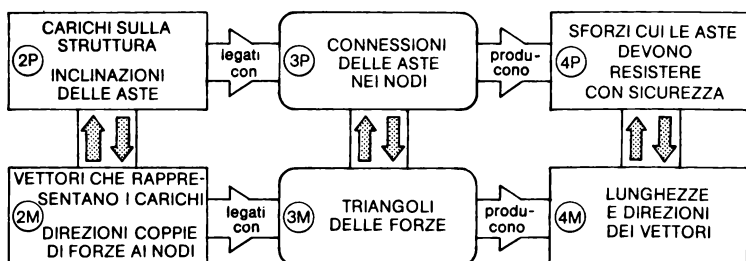 CARICHI SULLA
STRUTTURA
2P
INCLINAZIONI
DELLE ASTE
legati
con
3P
CONNESSIONI
DELLE ASTE
NEI NODI
produ-
cono
4P
SFORZI CUI LE ASTE
DEVONO
RESISTERE
CON SICUREZZA
VETTORI CHE RAPPRE-
SENTANO I CARICHI
2M
DIREZIONI COPPIE
DI FORZE AI NODI
legati
con
3M
TRIANGOLI
DELLE FORZE
produ-
cono
4M
LUNGHEZZE
E DIREZIONI
DEI VETTORI